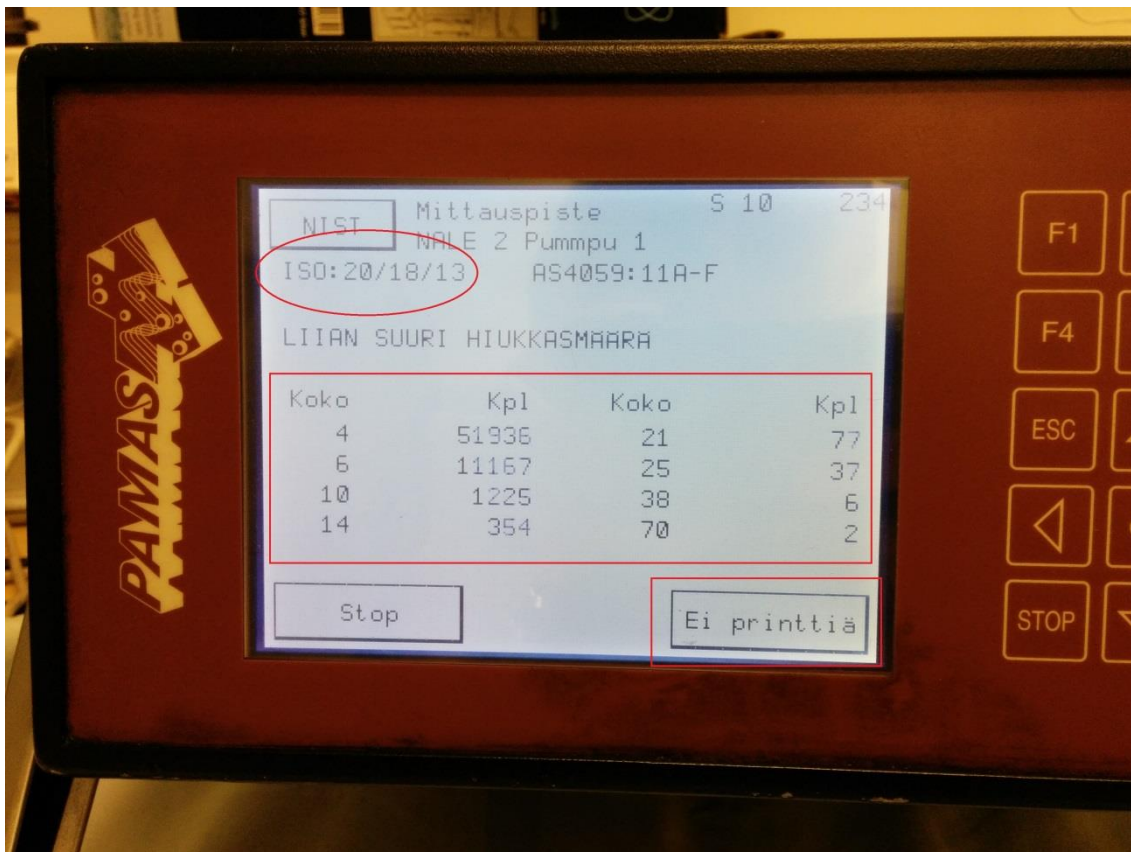 NIST Mittauspiste S 10 234
NALE 2 Pummpu 1
ISO:20/18/13 AS4059:11A-F
LIIAN SUURI HIUKKASMÄÄRÄ
Koko Kpl Koko Kpl
4 51936 21 77
6 11167 25 37
10 1225 38 6
14 354 70 2
Stop Ei printtiä
PAMAS
F1
F4
ESC
STOP